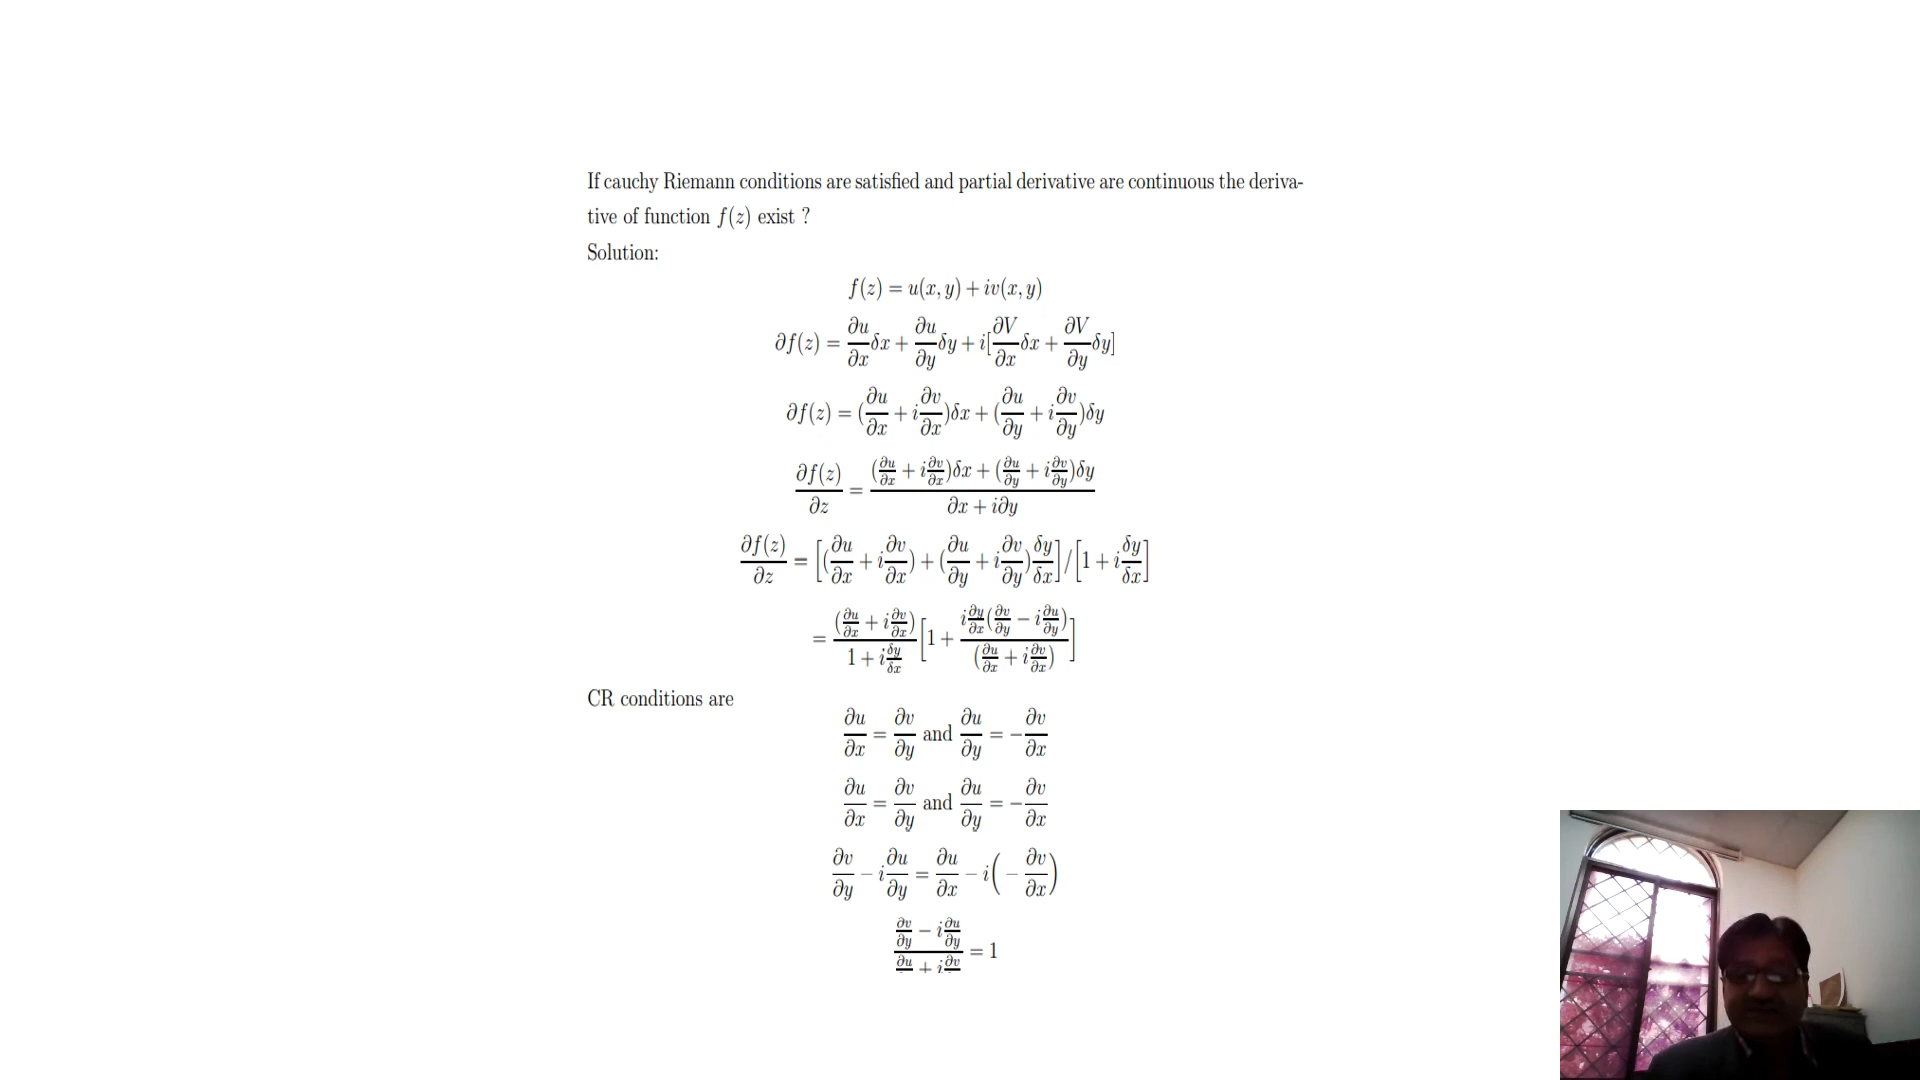 If cauchy Riemann conditions are satisfied and partial derivative are continuous the deriva-
tive of function f(z) exist ?
Solution:
f(z) = u(x, y) + iv(x, y)
∂f(z) = ∂u/∂x δx + ∂u/∂y δy + i[∂V/∂x δx + ∂V/∂y δy]
∂f(z) = (∂u/∂x + i ∂v/∂x)δx + (∂u/∂y + i ∂v/∂y)δy
∂f(z)/∂z = ((∂u/∂x + i ∂v/∂x)δx + (∂u/∂y + i ∂v/∂y)δy)/(∂x + i∂y)
∂f(z)/∂z = [(∂u/∂x + i ∂v/∂x) + (∂u/∂y + i ∂v/∂y) δy/δx]/[1 + i δy/δx]
= (∂u/∂x + i ∂v/∂x)/(1 + i δy/δx) [1 + i ∂y/∂x (∂v/∂y − i ∂u/∂y)/(∂u/∂x + i ∂v/∂x)]
CR conditions are
∂u/∂x = ∂v/∂y and ∂u/∂y = −∂v/∂x
∂u/∂x = ∂v/∂y and ∂u/∂y = −∂v/∂x
∂v/∂y − i ∂u/∂y = ∂u/∂x − i(− ∂v/∂x)
(∂v/∂y − i ∂u/∂y)/(∂u + i ∂v) = 1